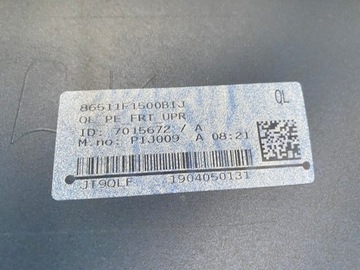 86511F1500B1J
QL PE FRT UPR
QL
ID: 7015672 / A
M.no: P1J009 A 08:21
JT9QLF 1904050131